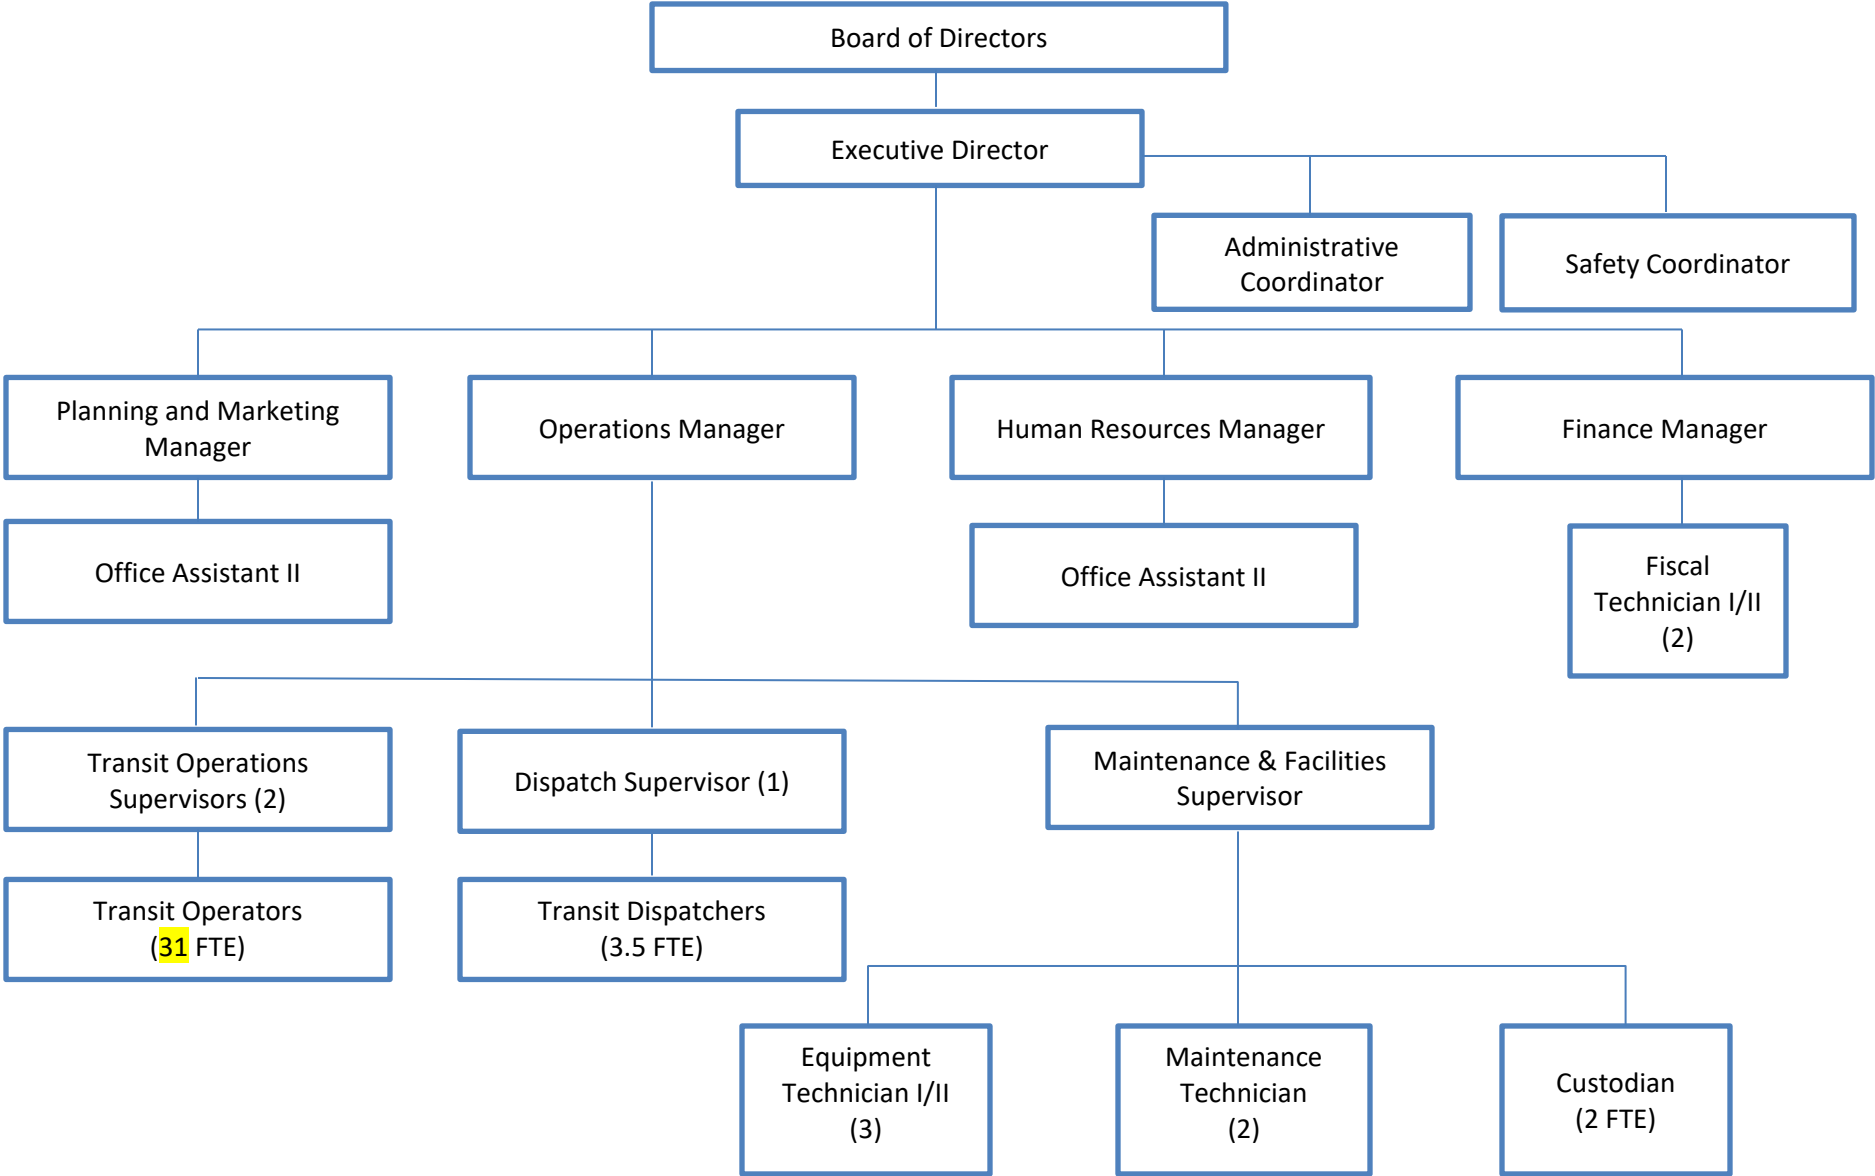 Board of Directors
Executive Director
Administrative
Coordinator
Safety Coordinator
Planning and Marketing
Manager
Operations Manager
Human Resources Manager
Finance Manager
Office Assistant II
Office Assistant II
Fiscal
Technician I/II
(2)
Transit Operations
Supervisors (2)
Dispatch Supervisor (1)
Maintenance & Facilities
Supervisor
Transit Operators
(31 FTE)
Transit Dispatchers
(3.5 FTE)
Equipment
Technician I/II
(3)
Maintenance
Technician
(2)
Custodian
(2 FTE)